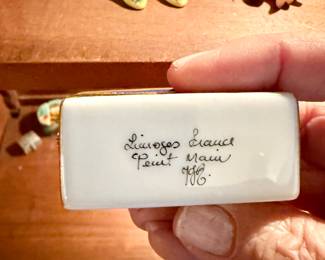 Limoges France
Peint Main